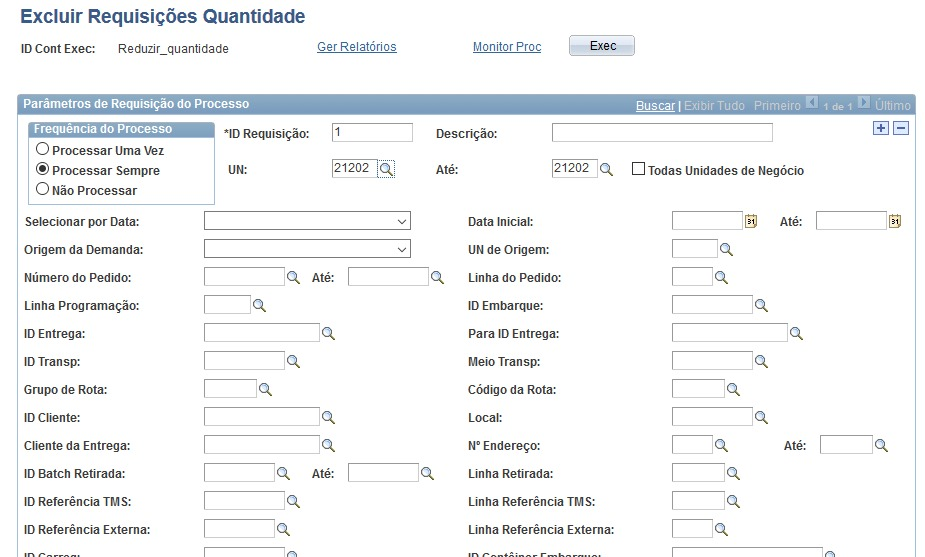 Excluir Requisições Quantidade
ID Cont Exec: Reduzir_quantidade Ger Relatórios Monitor Proc Exec
Parâmetros de Requisição do Processo Buscar | Exibir Tudo Primeiro 1 de 1 Último
Frequência do Processo
Processar Uma Vez
Processar Sempre
Não Processar
*ID Requisição: 1 Descrição:
UN: 21202 Até: 21202 Todas Unidades de Negócio
Selecionar por Data: Data Inicial: 31 Até: 31
Origem da Demanda: UN de Origem:
Número do Pedido: Até: Linha do Pedido:
Linha Programação: ID Embarque:
ID Entrega: Para ID Entrega:
ID Transp: Meio Transp:
Grupo de Rota: Código da Rota:
ID Cliente: Local:
Cliente da Entrega: Nº Endereço: Até:
ID Batch Retirada: Até: Linha Retirada:
ID Referência TMS: Linha Referência TMS:
ID Referência Externa: Linha Referência Externa:
ID Carreg: ID Contêiner Embarque: